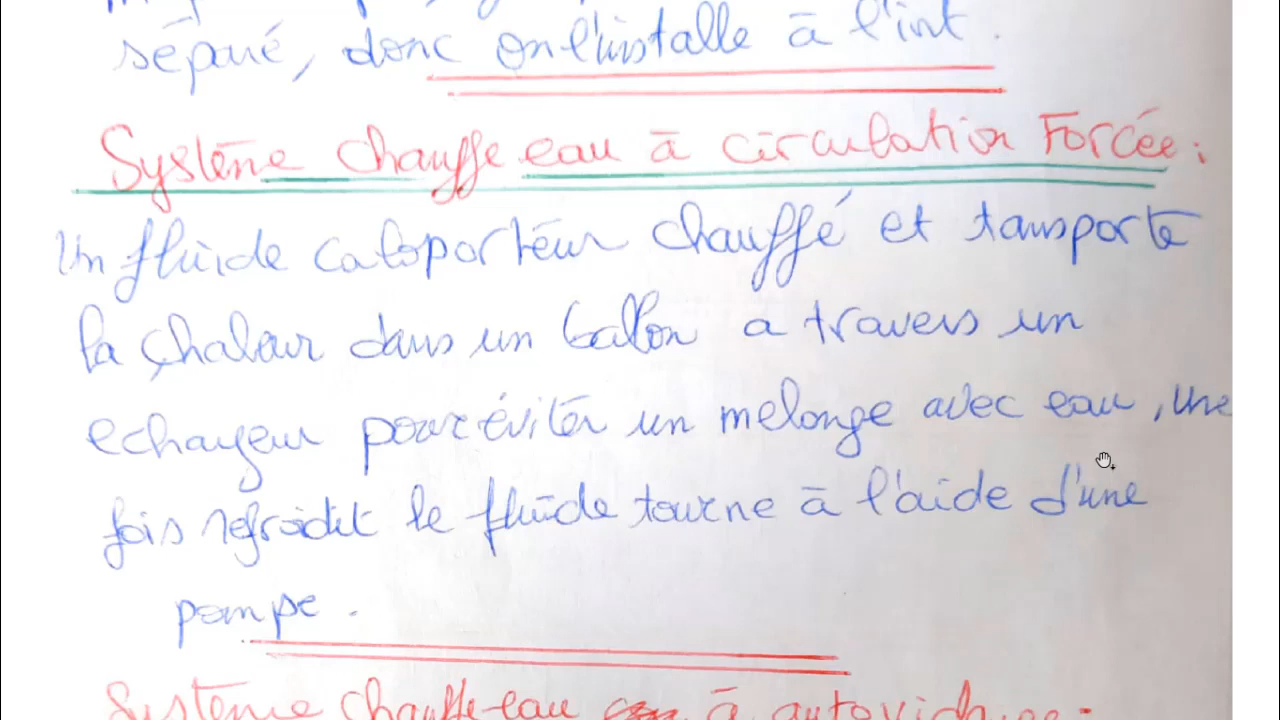 séparé, donc on l'installe à l'int.
Système chauffe eau à circulation Forcée:
Un fluide caloporteur chauffé et tansporte
la chaleur dans un ballon a travers un
echangeur pour éviter un melange avec eau, une
fois refroidit le fluide tourne à l'aide d'une
pompe.
Système chauffe-eau à autovidange: